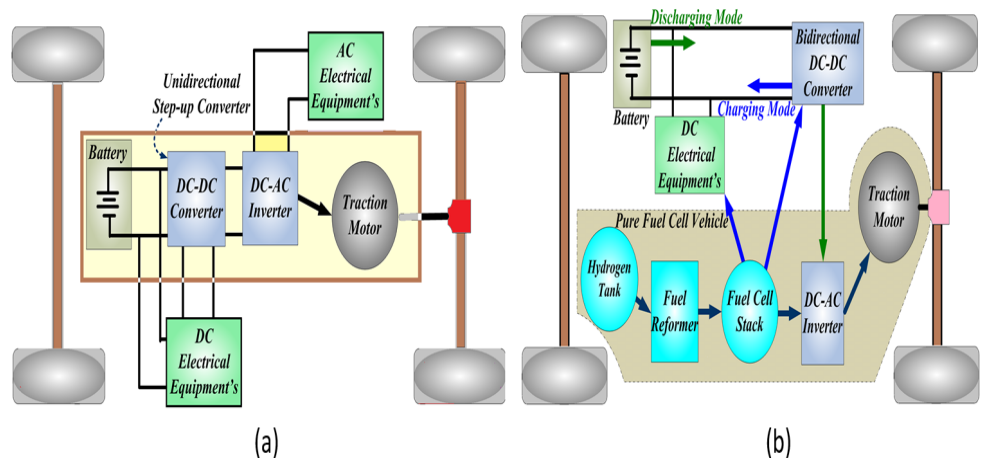 AC
Electrical
Equipment's
Unidirectional
Step-up Converter
Battery
DC-DC
Converter
DC-AC
Inverter
Traction
Motor
DC
Electrical
Equipment's
(a)
Discharging Mode
Bidirectional
DC-DC
Converter
Charging Mode
Battery
DC
Electrical
Equipment's
Traction
Motor
Pure Fuel Cell Vehicle
Hydrogen
Tank
Fuel
Reformer
Fuel Cell
Stack
DC-AC
Inverter
(b)